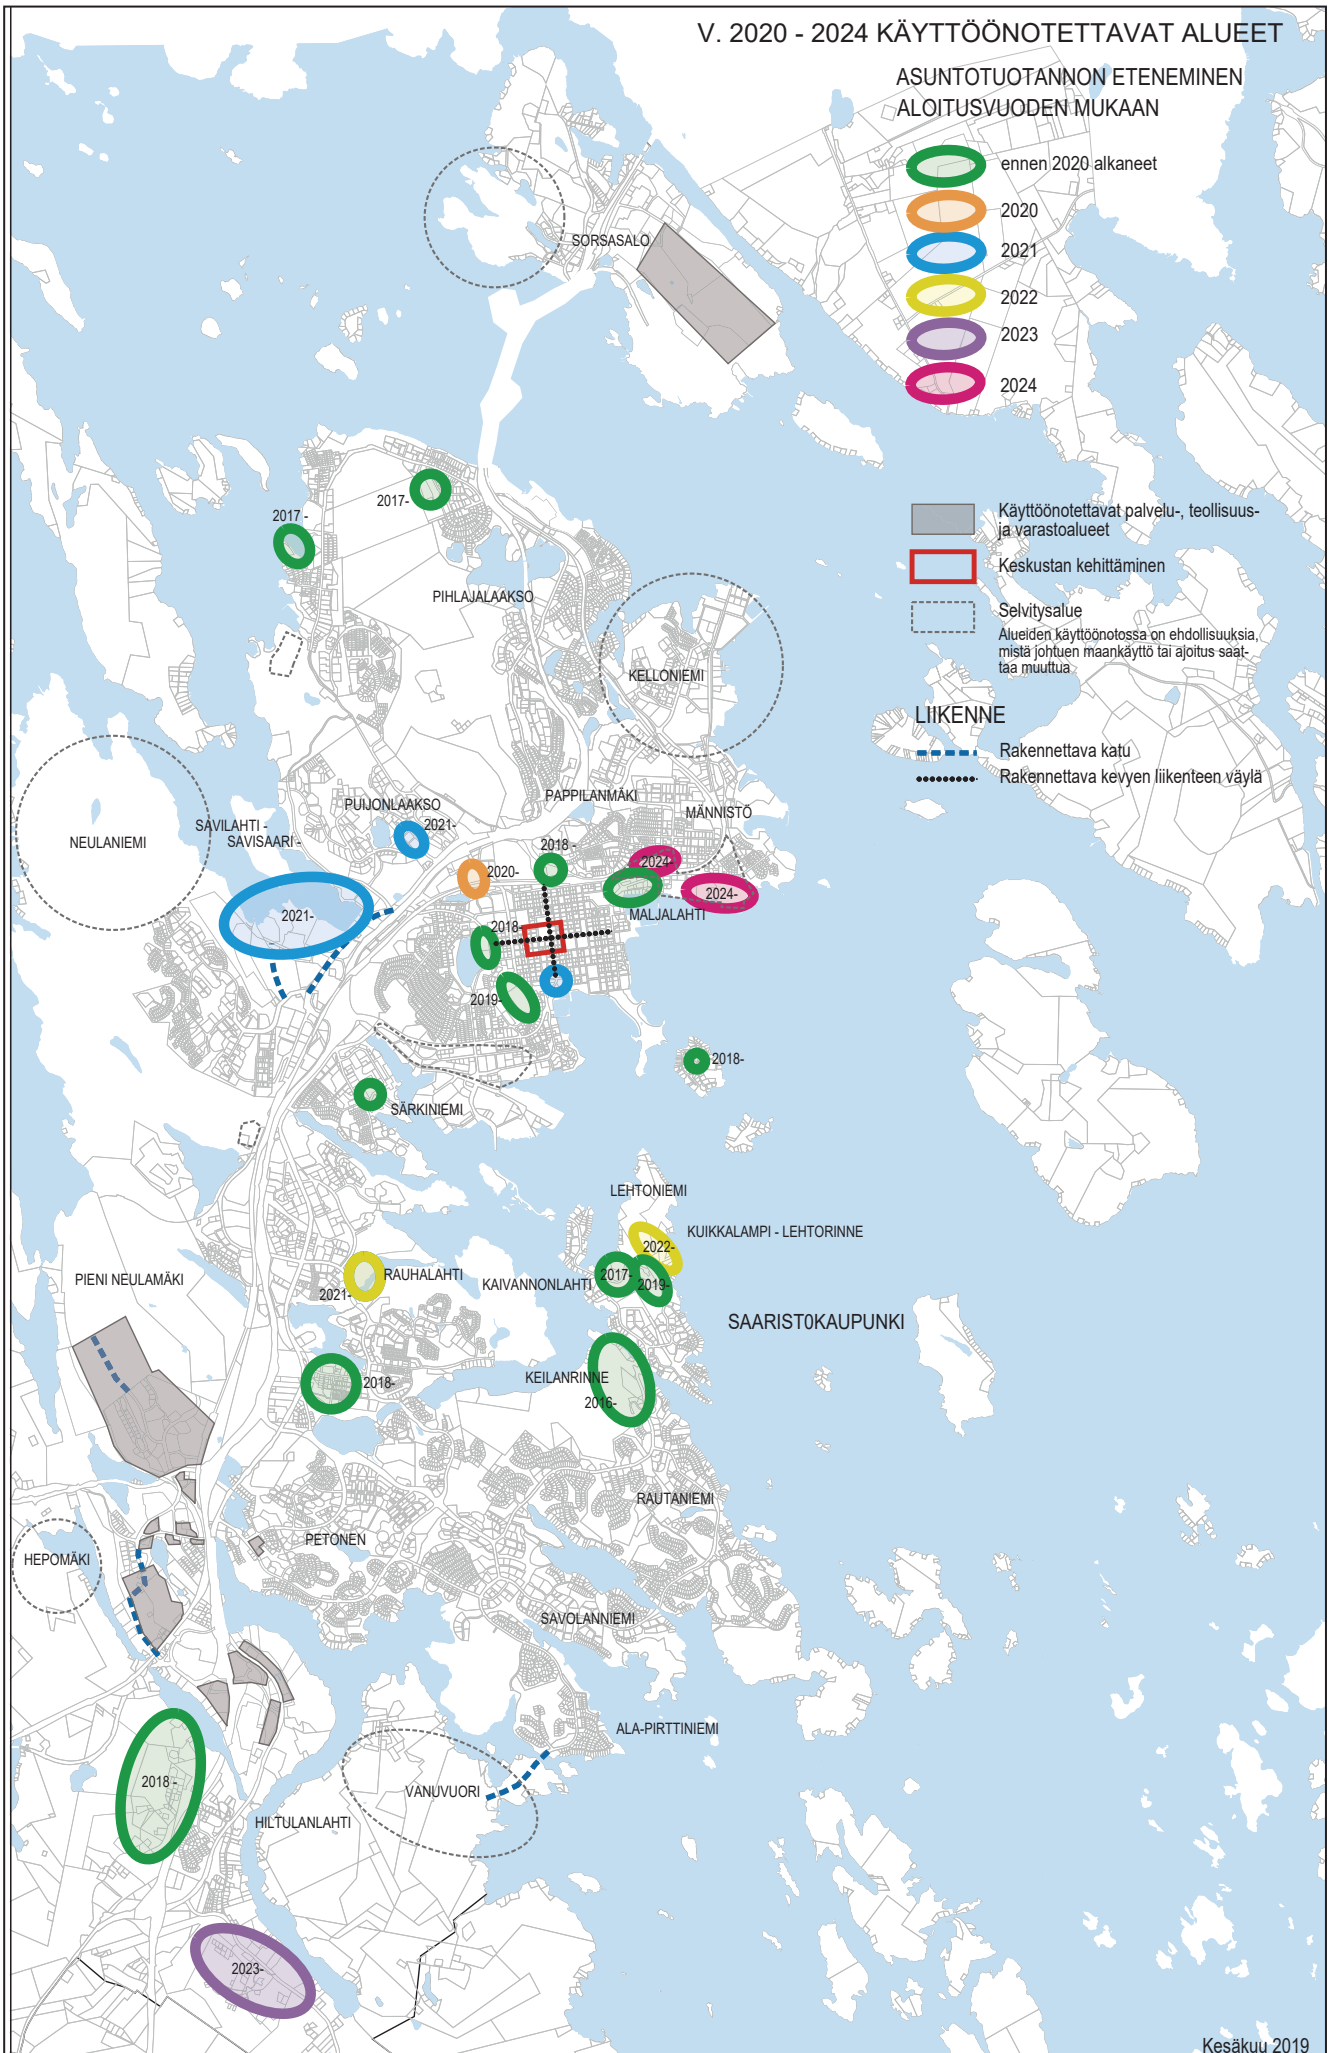 V. 2020 - 2024 KÄYTTÖÖNOTETTAVAT ALUEET
ASUNTOTUOTANNON ETENEMINEN
ALOITUSVUODEN MUKAAN
ennen 2020 alkaneet
2020
2021
2022
2023
2024
Käyttöönotettavat palvelu-, teollisuus-
ja varastoalueet
Keskustan kehittäminen
Selvitysalue
Alueiden käyttöönotossa on ehdollisuuksia,
mistä johtuen maankäyttö tai ajoitus saat-
taa muuttua
LIIKENNE
Rakennettava katu
Rakennettava kevyen liikenteen väylä
SORSASALO
2017-
2017 -
PIHLAJALAAKSO
KELLONIEMI
NEULANIEMI
SAVILAHTI -
SAVISAARI -
PUIJONLAAKSO
2021-
PAPPILANMÄKI
MÄNNISTÖ
2018 -
2020-
2024-
2024-
MALJALAHTI
2021-
2018-
2019-
2018-
SÄRKINIEMI
LEHTONIEMI
KUIKKALAMPI - LEHTORINNE
2022-
2017-
2019-
KAIVANNONLAHTI
RAUHALAHTI
2021-
PIENI NEULAMÄKI
SAARIST0KAUPUNKI
KEILANRINNE
2016-
2018-
RAUTANIEMI
PETONEN
HEPOMÄKI
SAVOLANNIEMI
ALA-PIRTTINIEMI
VANUVUORI
2018 -
HILTULANLAHTI
2023-
Kesäkuu 2019